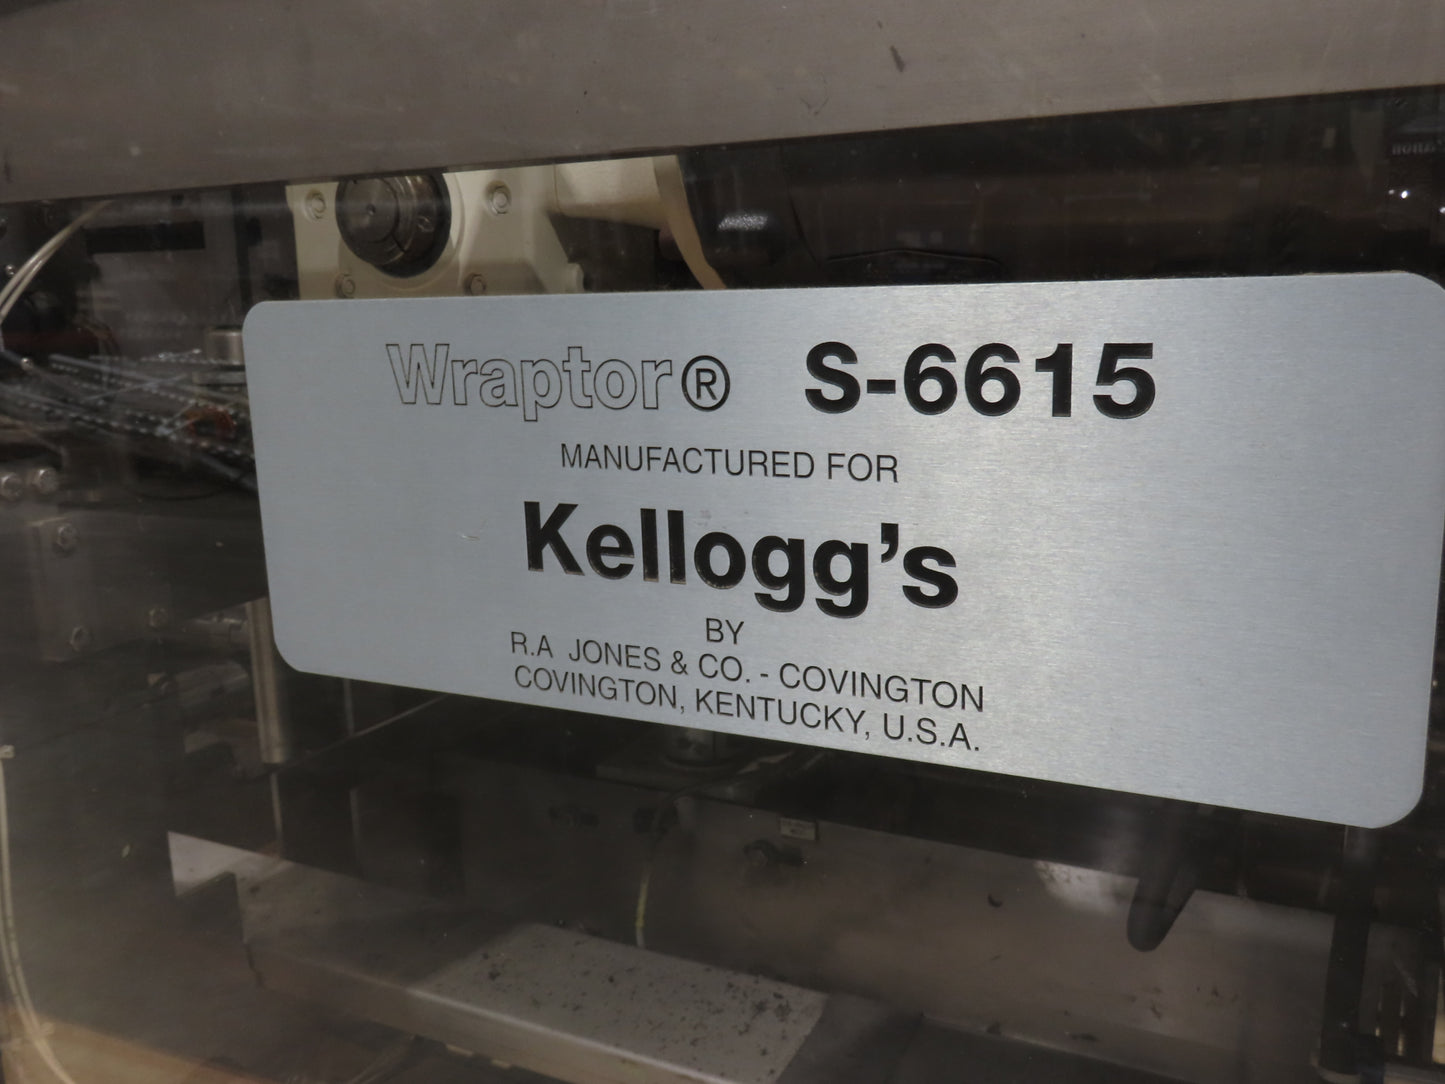 Wraptor® S-6615
MANUFACTURED FOR
Kellogg's
BY
R.A JONES & CO. - COVINGTON
COVINGTON, KENTUCKY, U.S.A.